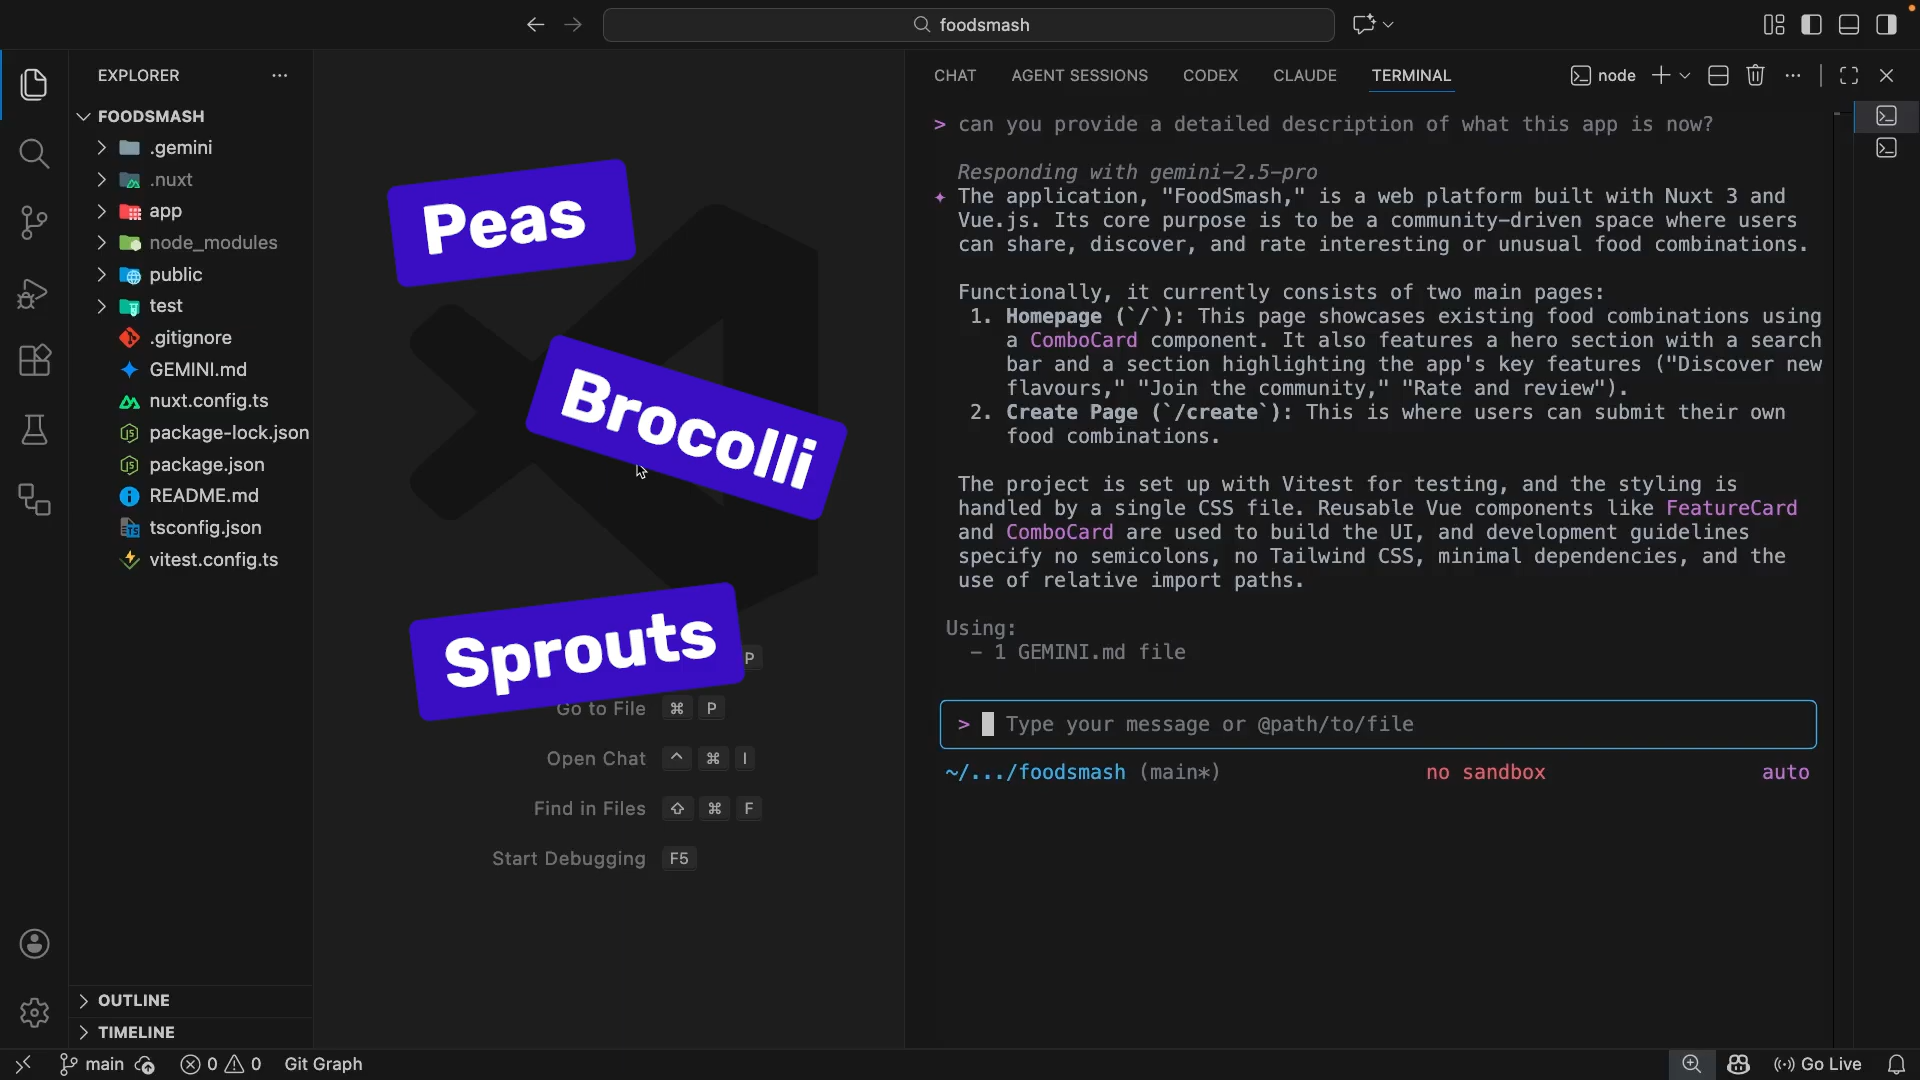 foodsmash
EXPLORER
FOODSMASH
.gemini
.nuxt
app
node_modules
public
test
.gitignore
GEMINI.md
nuxt.config.ts
package-lock.json
package.json
README.md
tsconfig.json
vitest.config.ts
OUTLINE
TIMELINE
Peas
Brocolli
Sprouts
P
Go to File ⌘ P
Open Chat ^ ⌘ I
Find in Files ⇧ ⌘ F
Start Debugging F5
CHAT AGENT SESSIONS CODEX CLAUDE TERMINAL node
> can you provide a detailed description of what this app is now?
Responding with gemini-2.5-pro
✦ The application, "FoodSmash," is a web platform built with Nuxt 3 and
Vue.js. Its core purpose is to be a community-driven space where users
can share, discover, and rate interesting or unusual food combinations.
Functionally, it currently consists of two main pages:
1. Homepage (`/`): This page showcases existing food combinations using
a ComboCard component. It also features a hero section with a search
bar and a section highlighting the app's key features ("Discover new
flavours," "Join the community," "Rate and review").
2. Create Page (`/create`): This is where users can submit their own
food combinations.
The project is set up with Vitest for testing, and the styling is
handled by a single CSS file. Reusable Vue components like FeatureCard
and ComboCard are used to build the UI, and development guidelines
specify no semicolons, no Tailwind CSS, minimal dependencies, and the
use of relative import paths.
Using:
- 1 GEMINI.md file
> Type your message or @path/to/file
~/.../foodsmash (main*) no sandbox auto
main 0 0 Git Graph Go Live